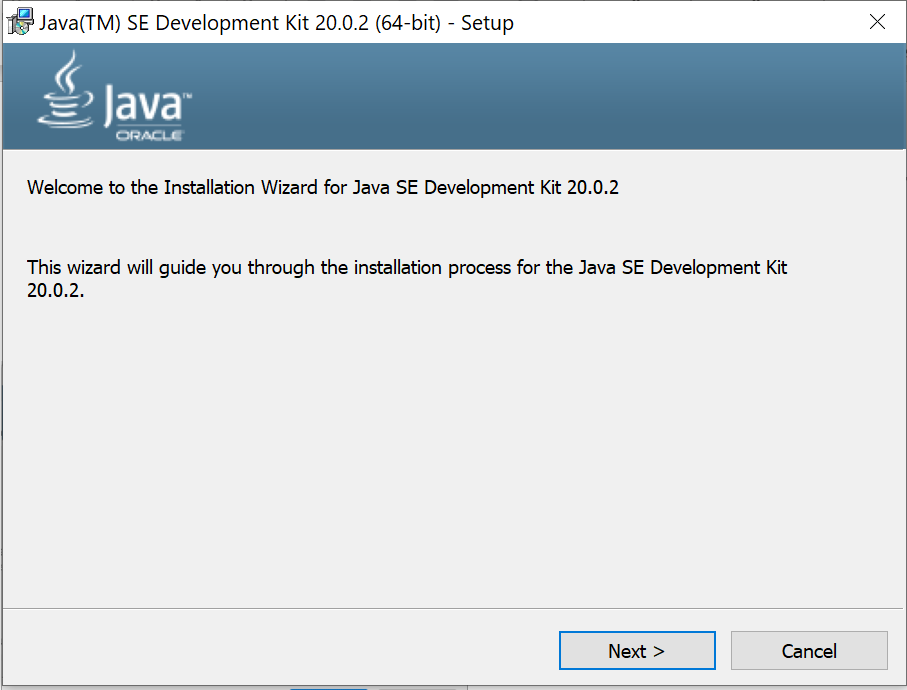 Java(TM) SE Development Kit 20.0.2 (64-bit) - Setup
Java™
ORACLE
Welcome to the Installation Wizard for Java SE Development Kit 20.0.2
This wizard will guide you through the installation process for the Java SE Development Kit
20.0.2.
Next >
Cancel